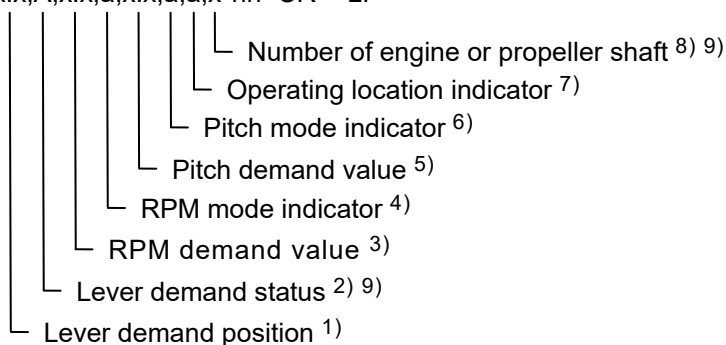 Number of engine or propeller shaft 8) 9)
Operating location indicator 7)
Pitch mode indicator 6)
Pitch demand value 5)
RPM mode indicator 4)
RPM demand value 3)
Lever demand status 2) 9)
Lever demand position 1)